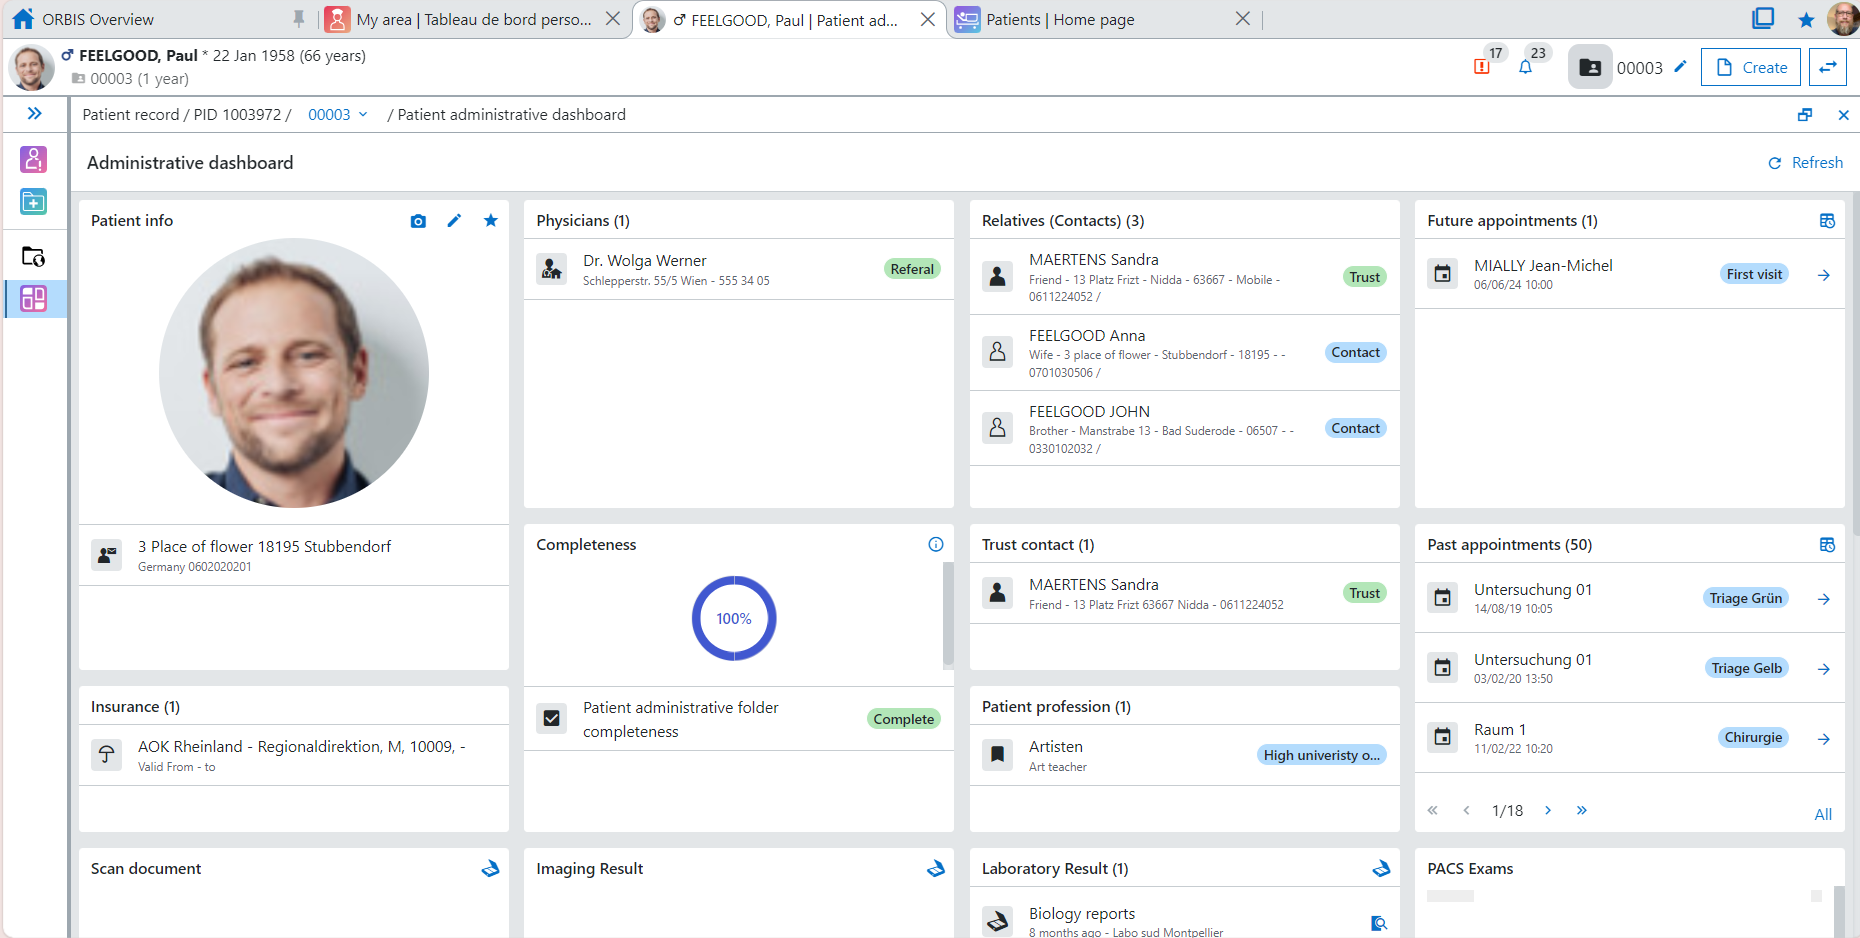 ORBIS Overview
My area | Tableau de bord perso...
FEELGOOD, Paul | Patient ad...
Patients | Home page
FEELGOOD, Paul * 22 Jan 1958 (66 years)
00003 (1 year)
17
23
00003
Create
Patient record / PID 1003972 / 00003 / Patient administrative dashboard
Administrative dashboard
Refresh
Patient info
3 Place of flower 18195 Stubbendorf
Germany 0602020201
Physicians (1)
Dr. Wolga Werner
Schlepperstr. 55/5 Wien - 555 34 05
Referal
Relatives (Contacts) (3)
MAERTENS Sandra
Friend - 13 Platz Frizt - Nidda - 63667 - Mobile -
0611224052 /
Trust
FEELGOOD Anna
Wife - 3 place of flower - Stubbendorf - 18195 - -
0701030506 /
Contact
FEELGOOD JOHN
Brother - Manstrabe 13 - Bad Suderode - 06507 - -
0330102032 /
Contact
Future appointments (1)
MIALLY Jean-Michel
06/06/24 10:00
First visit
Completeness
100%
Patient administrative folder
completeness
Complete
Trust contact (1)
MAERTENS Sandra
Friend - 13 Platz Frizt 63667 Nidda - 0611224052
Trust
Past appointments (50)
Untersuchung 01
14/08/19 10:05
Triage Grün
Untersuchung 01
03/02/20 13:50
Triage Gelb
Raum 1
11/02/22 10:20
Chirurgie
1/18
All
Insurance (1)
AOK Rheinland - Regionaldirektion, M, 10009, -
Valid From - to
Patient profession (1)
Artisten
Art teacher
High univeristy o...
Scan document
Imaging Result
Laboratory Result (1)
Biology reports
8 months ago - Labo sud Montpellier
PACS Exams